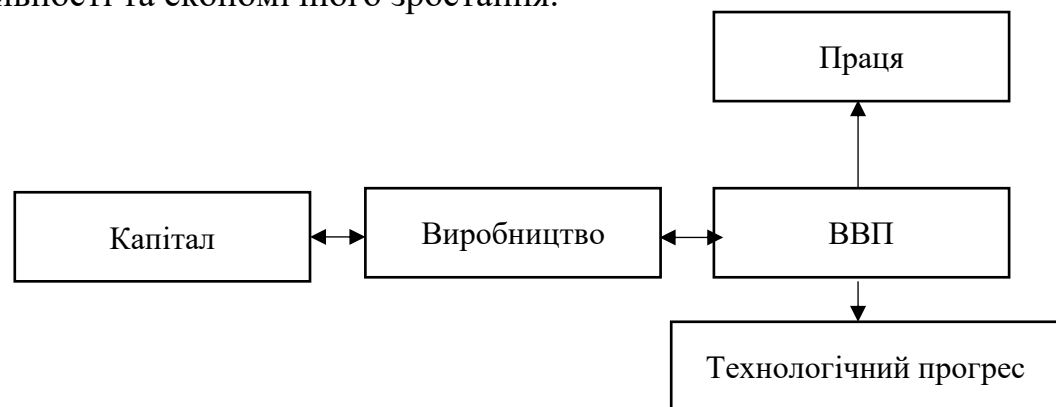 та економічного зростання.
Праця
Капітал
Виробництво
ВВП
Технологічний прогрес